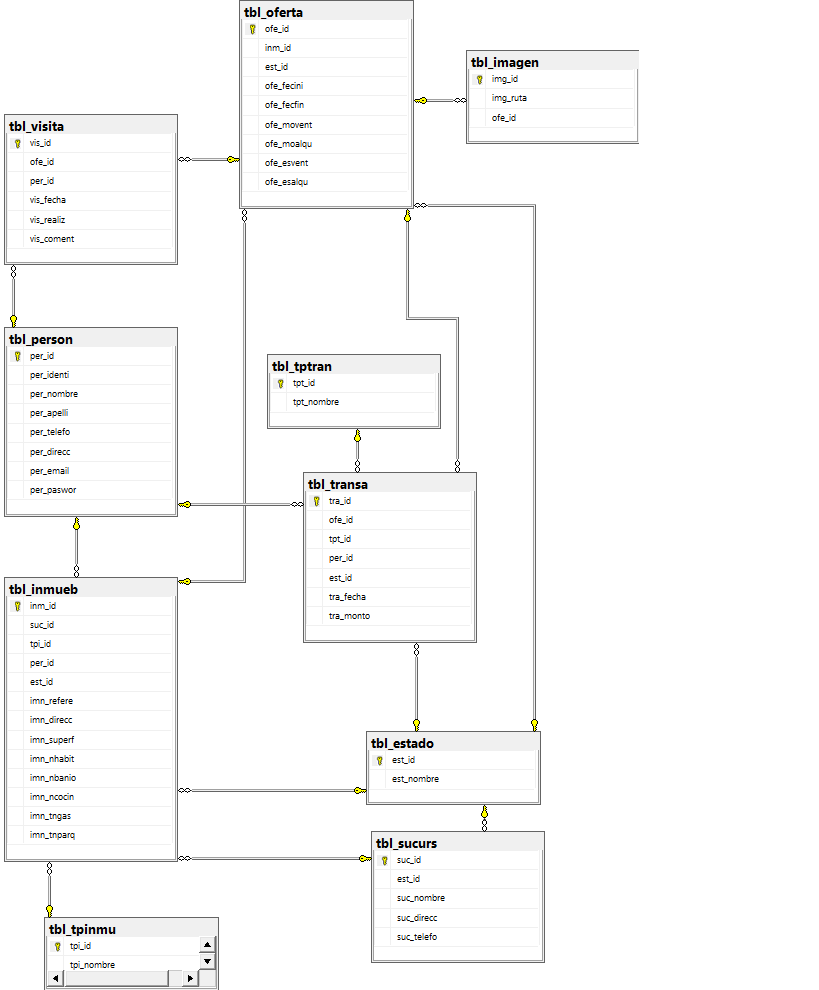 tbl_oferta
ofe_id
inm_id
est_id
ofe_fecini
ofe_fecfin
ofe_movent
ofe_moalqu
ofe_esvent
ofe_esalqu
tbl_imagen
img_id
img_ruta
ofe_id
tbl_visita
vis_id
ofe_id
per_id
vis_fecha
vis_realiz
vis_coment
tbl_person
per_id
per_identi
per_nombre
per_apelli
per_telefo
per_direcc
per_email
per_paswor
tbl_tptran
tpt_id
tpt_nombre
tbl_transa
tra_id
ofe_id
tpt_id
per_id
est_id
tra_fecha
tra_monto
tbl_inmueb
inm_id
suc_id
tpi_id
per_id
est_id
imn_refere
imn_direcc
imn_superf
imn_nhabit
imn_nbanio
imn_ncocin
imn_tngas
imn_tnparq
tbl_estado
est_id
est_nombre
tbl_sucurs
suc_id
est_id
suc_nombre
suc_direcc
suc_telefo
tbl_tpinmu
tpi_id
tpi_nombre